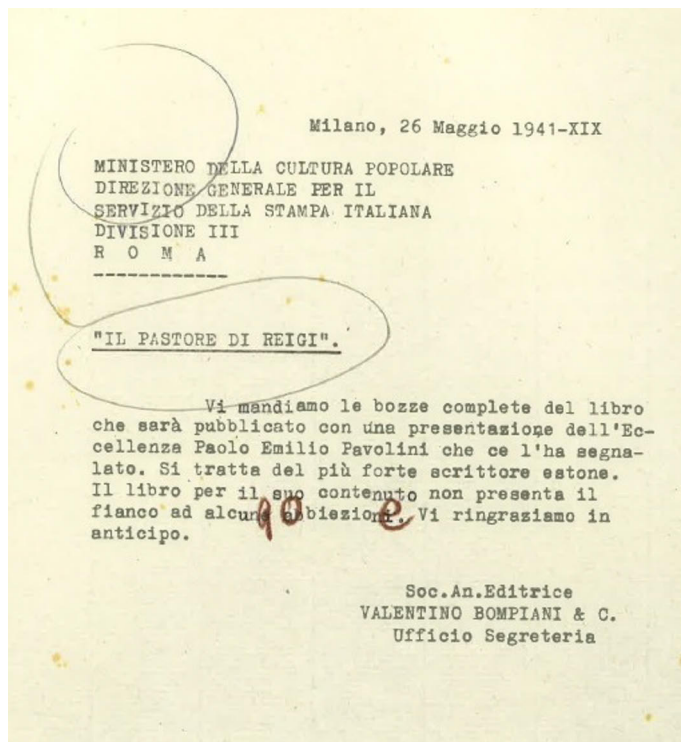 Milano, 26 Maggio 1941-XIX
MINISTERO DELLA CULTURA POPOLARE
DIREZIONE GENERALE PER IL
SERVIZIO DELLA STAMPA ITALIANA
DIVISIONE III
R O M A
------------
"IL PASTORE DI REIGI".
Vi mandiamo le bozze complete del libro
che sarà pubblicato con una presentazione dell'Ec-
cellenza Paolo Emilio Pavolini che ce l'ha segna-
lato. Si tratta del più forte scrittore estone.
Il libro per il suo contenuto non presenta il
fianco ad alcuna obbiezione. Vi ringraziamo in
anticipo.
Soc.An.Editrice
VALENTINO BOMPIANI & C.
Ufficio Segreteria